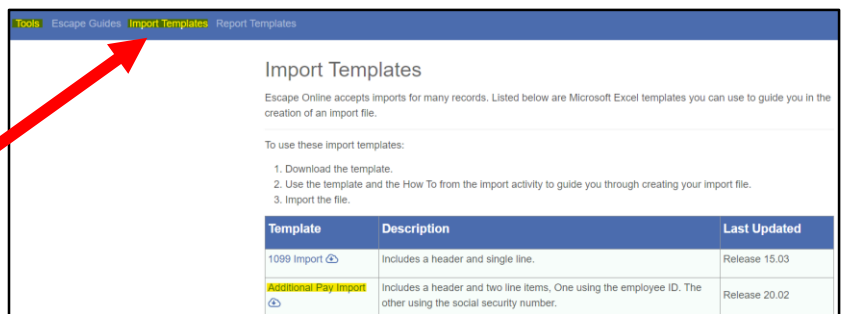 Tools Escape Guides Import Templates Report Templates
Import Templates
Escape Online accepts imports for many records. Listed below are Microsoft Excel templates you can use to guide you in the
creation of an import file.
To use these import templates:
1. Download the template.
2. Use the template and the How To from the import activity to guide you through creating your import file.
3. Import the file.
Template Description Last Updated
1099 Import Includes a header and single line. Release 15.03
Additional Pay Import Includes a header and two line items, One using the employee ID. The
other using the social security number. Release 20.02